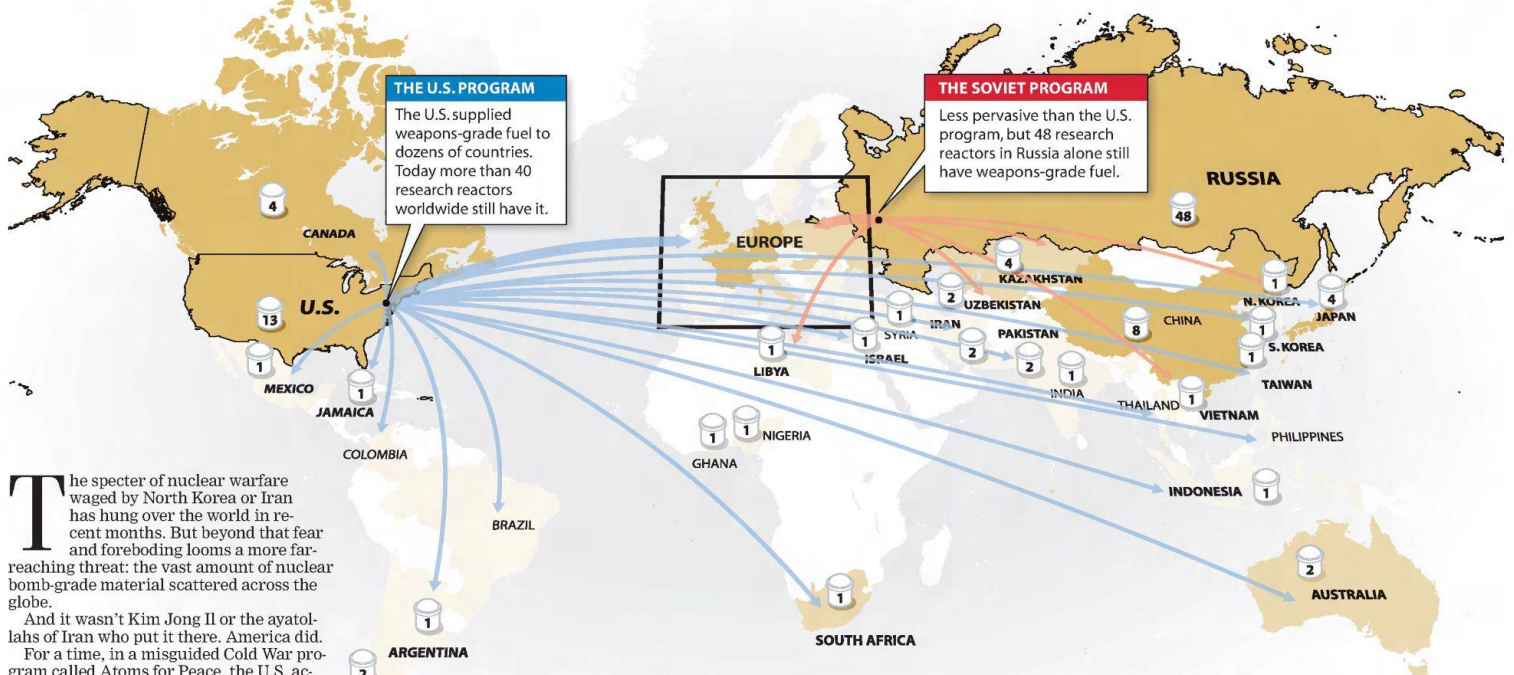 THE U.S. PROGRAM
The U.S. supplied
weapons-grade fuel to
dozens of countries.
Today more than 40
research reactors
worldwide still have it.
THE SOVIET PROGRAM
Less pervasive than the U.S.
program, but 48 research
reactors in Russia alone still
have weapons-grade fuel.
RUSSIA
48
4
CANADA
EUROPE
13
U.S.
4
KAZAKHSTAN
2
UZBEKISTAN
1
N. KOREA
4
JAPAN
1
SYRIA
IRAN
2
PAKISTAN
2
8
CHINA
1
S. KOREA
1
TAIWAN
1
MEXICO
1
JAMAICA
1
LIBYA
1
ISRAEL
1
INDIA
THAILAND
1
VIETNAM
COLOMBIA
1
GHANA
1
NIGERIA
PHILIPPINES
INDONESIA
1
BRAZIL
2
AUSTRALIA
1
SOUTH AFRICA
1
ARGENTINA
2
The specter of nuclear warfare
waged by North Korea or Iran
has hung over the world in re-
cent months. But beyond that fear
and foreboding looms a more far-
reaching threat: the vast amount of nuclear
bomb-grade material scattered across the
globe.
And it wasn't Kim Jong Il or the ayatol-
lahs of Iran who put it there. America did.
For a time, in a misguided Cold War pro-
gram called Atoms for Peace, the U.S. ac-